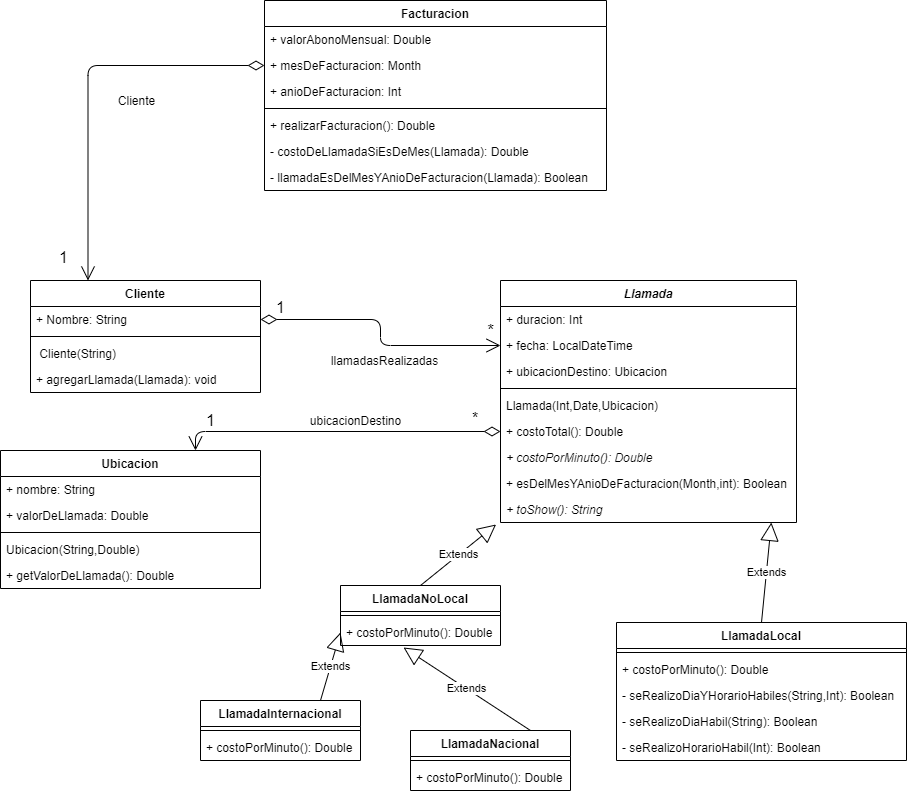 Facturacion
+ valorAbonoMensual: Double
+ mesDeFacturacion: Month
+ anioDeFacturacion: Int
+ realizarFacturacion(): Double
- costoDeLlamadaSiEsDeMes(Llamada): Double
- llamadaEsDelMesYAnioDeFacturacion(Llamada): Boolean
Cliente
1
Cliente
+ Nombre: String
Cliente(String)
+ agregarLlamada(Llamada): void
1
*
llamadasRealizadas
Llamada
+ duracion: Int
+ fecha: LocalDateTime
+ ubicacionDestino: Ubicacion
Llamada(Int,Date,Ubicacion)
+ costoTotal(): Double
+ costoPorMinuto(): Double
+ esDelMesYAnioDeFacturacion(Month,int): Boolean
+ toShow(): String
1
ubicacionDestino
*
Ubicacion
+ nombre: String
+ valorDeLlamada: Double
Ubicacion(String,Double)
+ getValorDeLlamada(): Double
Extends
Extends
LlamadaNoLocal
+ costoPorMinuto(): Double
LlamadaLocal
+ costoPorMinuto(): Double
- seRealizoDiaYHorarioHabiles(String,Int): Boolean
- seRealizoDiaHabil(String): Boolean
- seRealizoHorarioHabil(Int): Boolean
Extends
Extends
LlamadaInternacional
+ costoPorMinuto(): Double
LlamadaNacional
+ costoPorMinuto(): Double